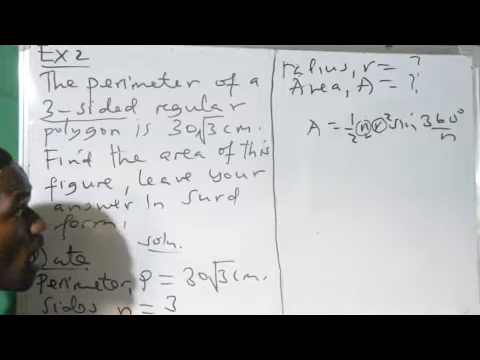 Ex 2
The perimeter of a
3-sided regular
polygon is 30√3 cm.
Find the area of this
figure, leave your
answer in surd
form.
soln.
Data
Perimeter, P = 30√3 cm.
Sides n = 3
radius, r = ?
Area, A = ?
A = 1/2 n r² sin 360°/n